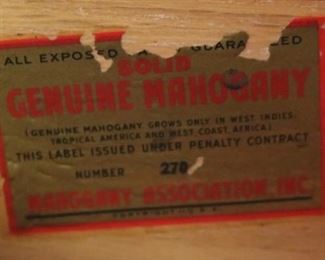 ALL EXPOSED GUARANTEED
SOLID
GENUINE MAHOGANY
(GENUINE MAHOGANY GROWS ONLY IN WEST INDIES,
TROPICAL AMERICA AND WEST COAST, AFRICA)
THIS LABEL ISSUED UNDER PENALTY CONTRACT
NUMBER 270
MAHOGANY ASSOCIATION, INC.